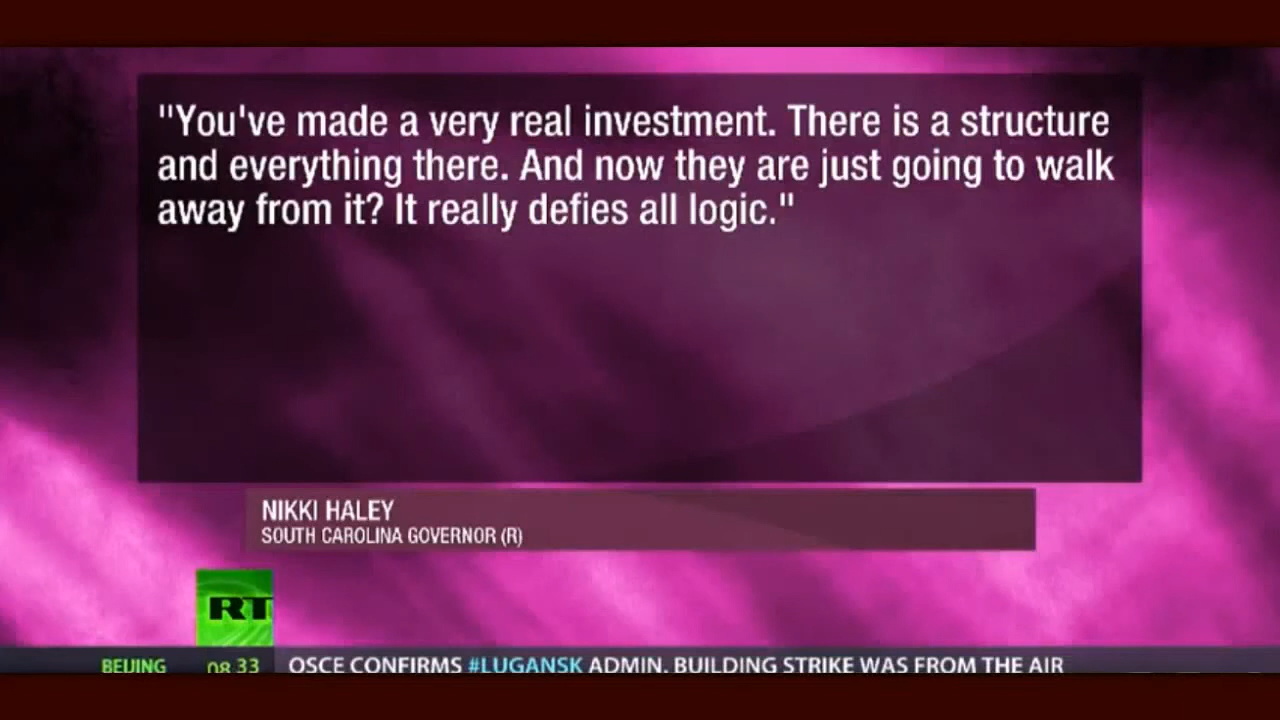 "You've made a very real investment. There is a structure
and everything there. And now they are just going to walk
away from it? It really defies all logic."
NIKKI HALEY
SOUTH CAROLINA GOVERNOR (R)
RT
BEIJING 08 33 OSCE CONFIRMS #LUGANSK ADMIN. BUILDING STRIKE WAS FROM THE AIR